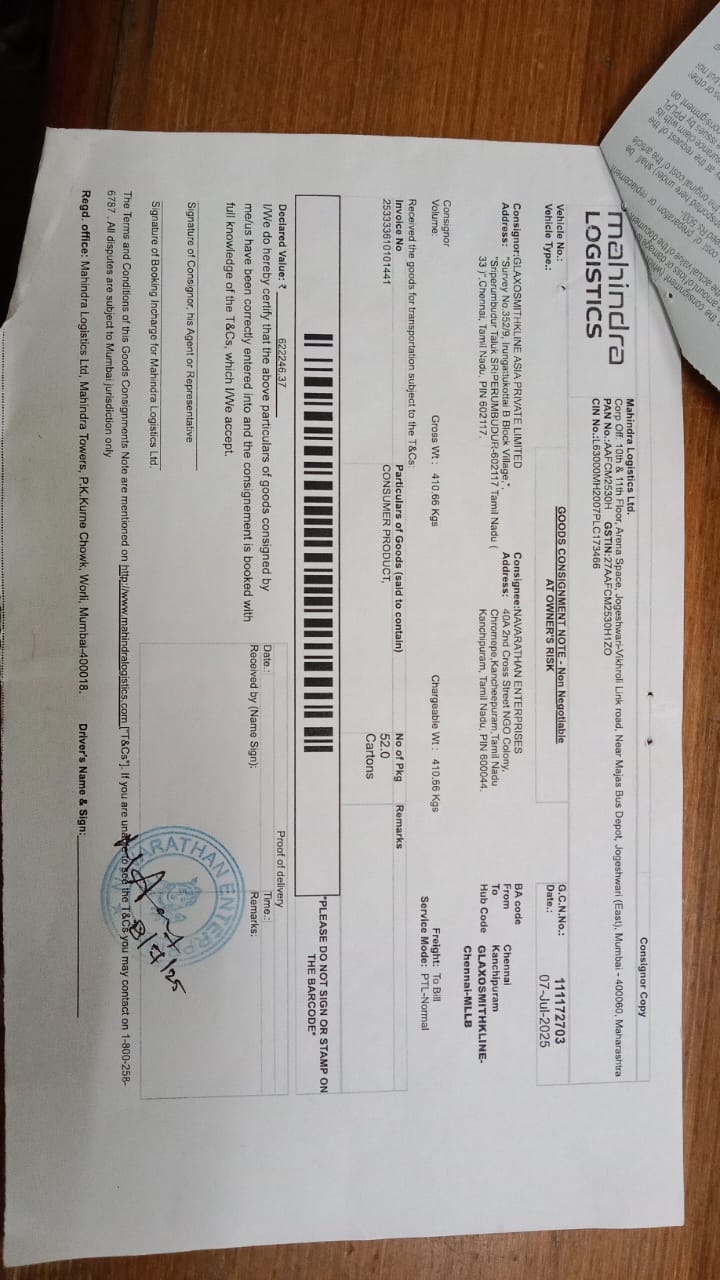 Consignor Copy
mahindra
LOGISTICS
Mahindra Logistics Ltd.
Corp Off: 10th & 11th Floor, Arena Space, Jogeshwari-Vikhroli Link road, Near Majas Bus Depot, Jogeshwari (East), Mumbai - 400060, Maharashtra
PAN No.:AAFCM2530H GSTIN:27AAFCM2530H1ZO
CIN No.:L63000MH2007PLC173466
Vehicle No.:
Vehicle Type.:
GOODS CONSIGNMENT NOTE - Non Negotiable
AT OWNER'S RISK
G.C.N.No.: 111172703
Date.: 07-Jul-2025
Consignor:GLAXOSMITHKLINE ASIA PRIVATE LIMITED
Address: "Survey No.352/9, Irungattukottai B Block Village,",
"Sriperumbudur Taluk SRIPERUMBUDUR-602117 Tamil Nadu (
33 )",Chennai, Tamil Nadu, PIN 602117.
Consignee:NAVARATHAN ENTERPRISES
Address: 40A 2nd Cross Street NGO Colony,
Chromepe,Kancheepuram,Tamil Nadu
Kanchipuram, Tamil Nadu, PIN 600044.
BA code
From Chennai
To Kanchipuram
Hub Code GLAXOSMITHKLINE-
Chennai-MLLB
Consignor
Volume:
Gross Wt : 410.66 Kgs
Chargeable Wt : 410.66 Kgs
Freight: To Bill
Service Mode: PTL-Normal
Received the goods for transportation subject to the T&Cs:
Invoice No Particulars of Goods (said to contain) No of Pkg Remarks
253333610101441 CONSUMER PRODUCT, 52.0
Cartons
*PLEASE DO NOT SIGN OR STAMP ON
THE BARCODE*
Declared Value: ₹ 622246.37
I/We do hereby certify that the above particulars of goods consigned by
me/us have been correctly entered into and the consignement is booked with
full knowledge of the T&Cs, which I/We accept.
Proof of delivery
Date.: Time.:
Received by (Name Sign): Remarks:
NAVARATHAN ENTERP
8/7/25
Signature of Consignor, his Agent or Representative
Signature of Booking Incharge for Mahindra Logistics Ltd.
The Terms and Conditions of this Goods Consignments Note are mentioned on http://www.mahindralogistics.com ["T&Cs"]. If you are unable to see the T&Cs you may contact on 1-800-258-
6787. All disputes are subject to Mumbai jurisdiction only
Regd. office: Mahindra Logistics Ltd, Mahindra Towers, P.K.Kurne Chowk, Worli, Mumbai-400018. Driver's Name & Sign: